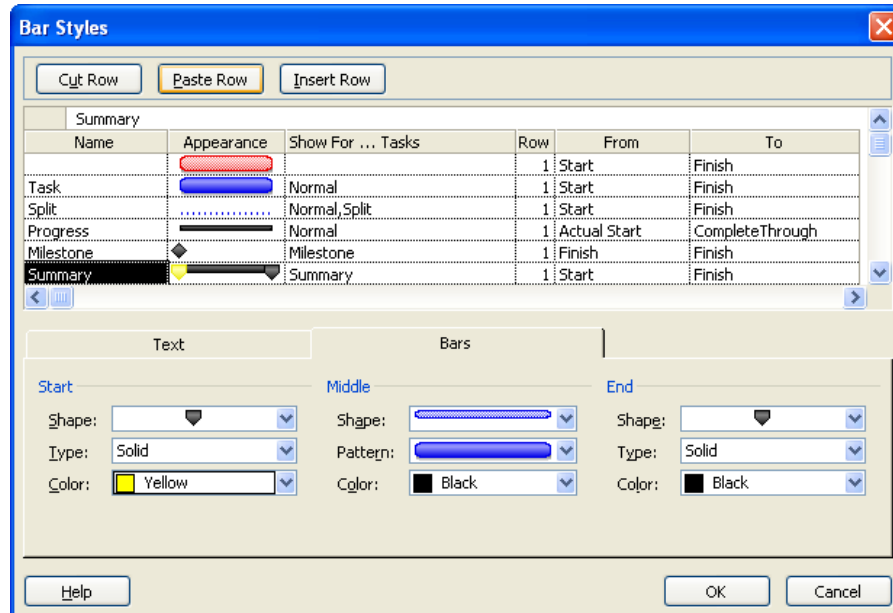 Bar Styles
Cut Row Paste Row Insert Row
Summary
Name Appearance Show For ... Tasks Row From To
1 Start Finish
Task Normal 1 Start Finish
Split Normal,Split 1 Start Finish
Progress Normal 1 Actual Start CompleteThrough
Milestone Milestone 1 Finish Finish
Summary Summary 1 Start Finish
Text Bars
Start Middle End
Shape: Shape: Shape:
Type: Solid Pattern: Type: Solid
Color: Yellow Color: Black Color: Black
Help OK Cancel